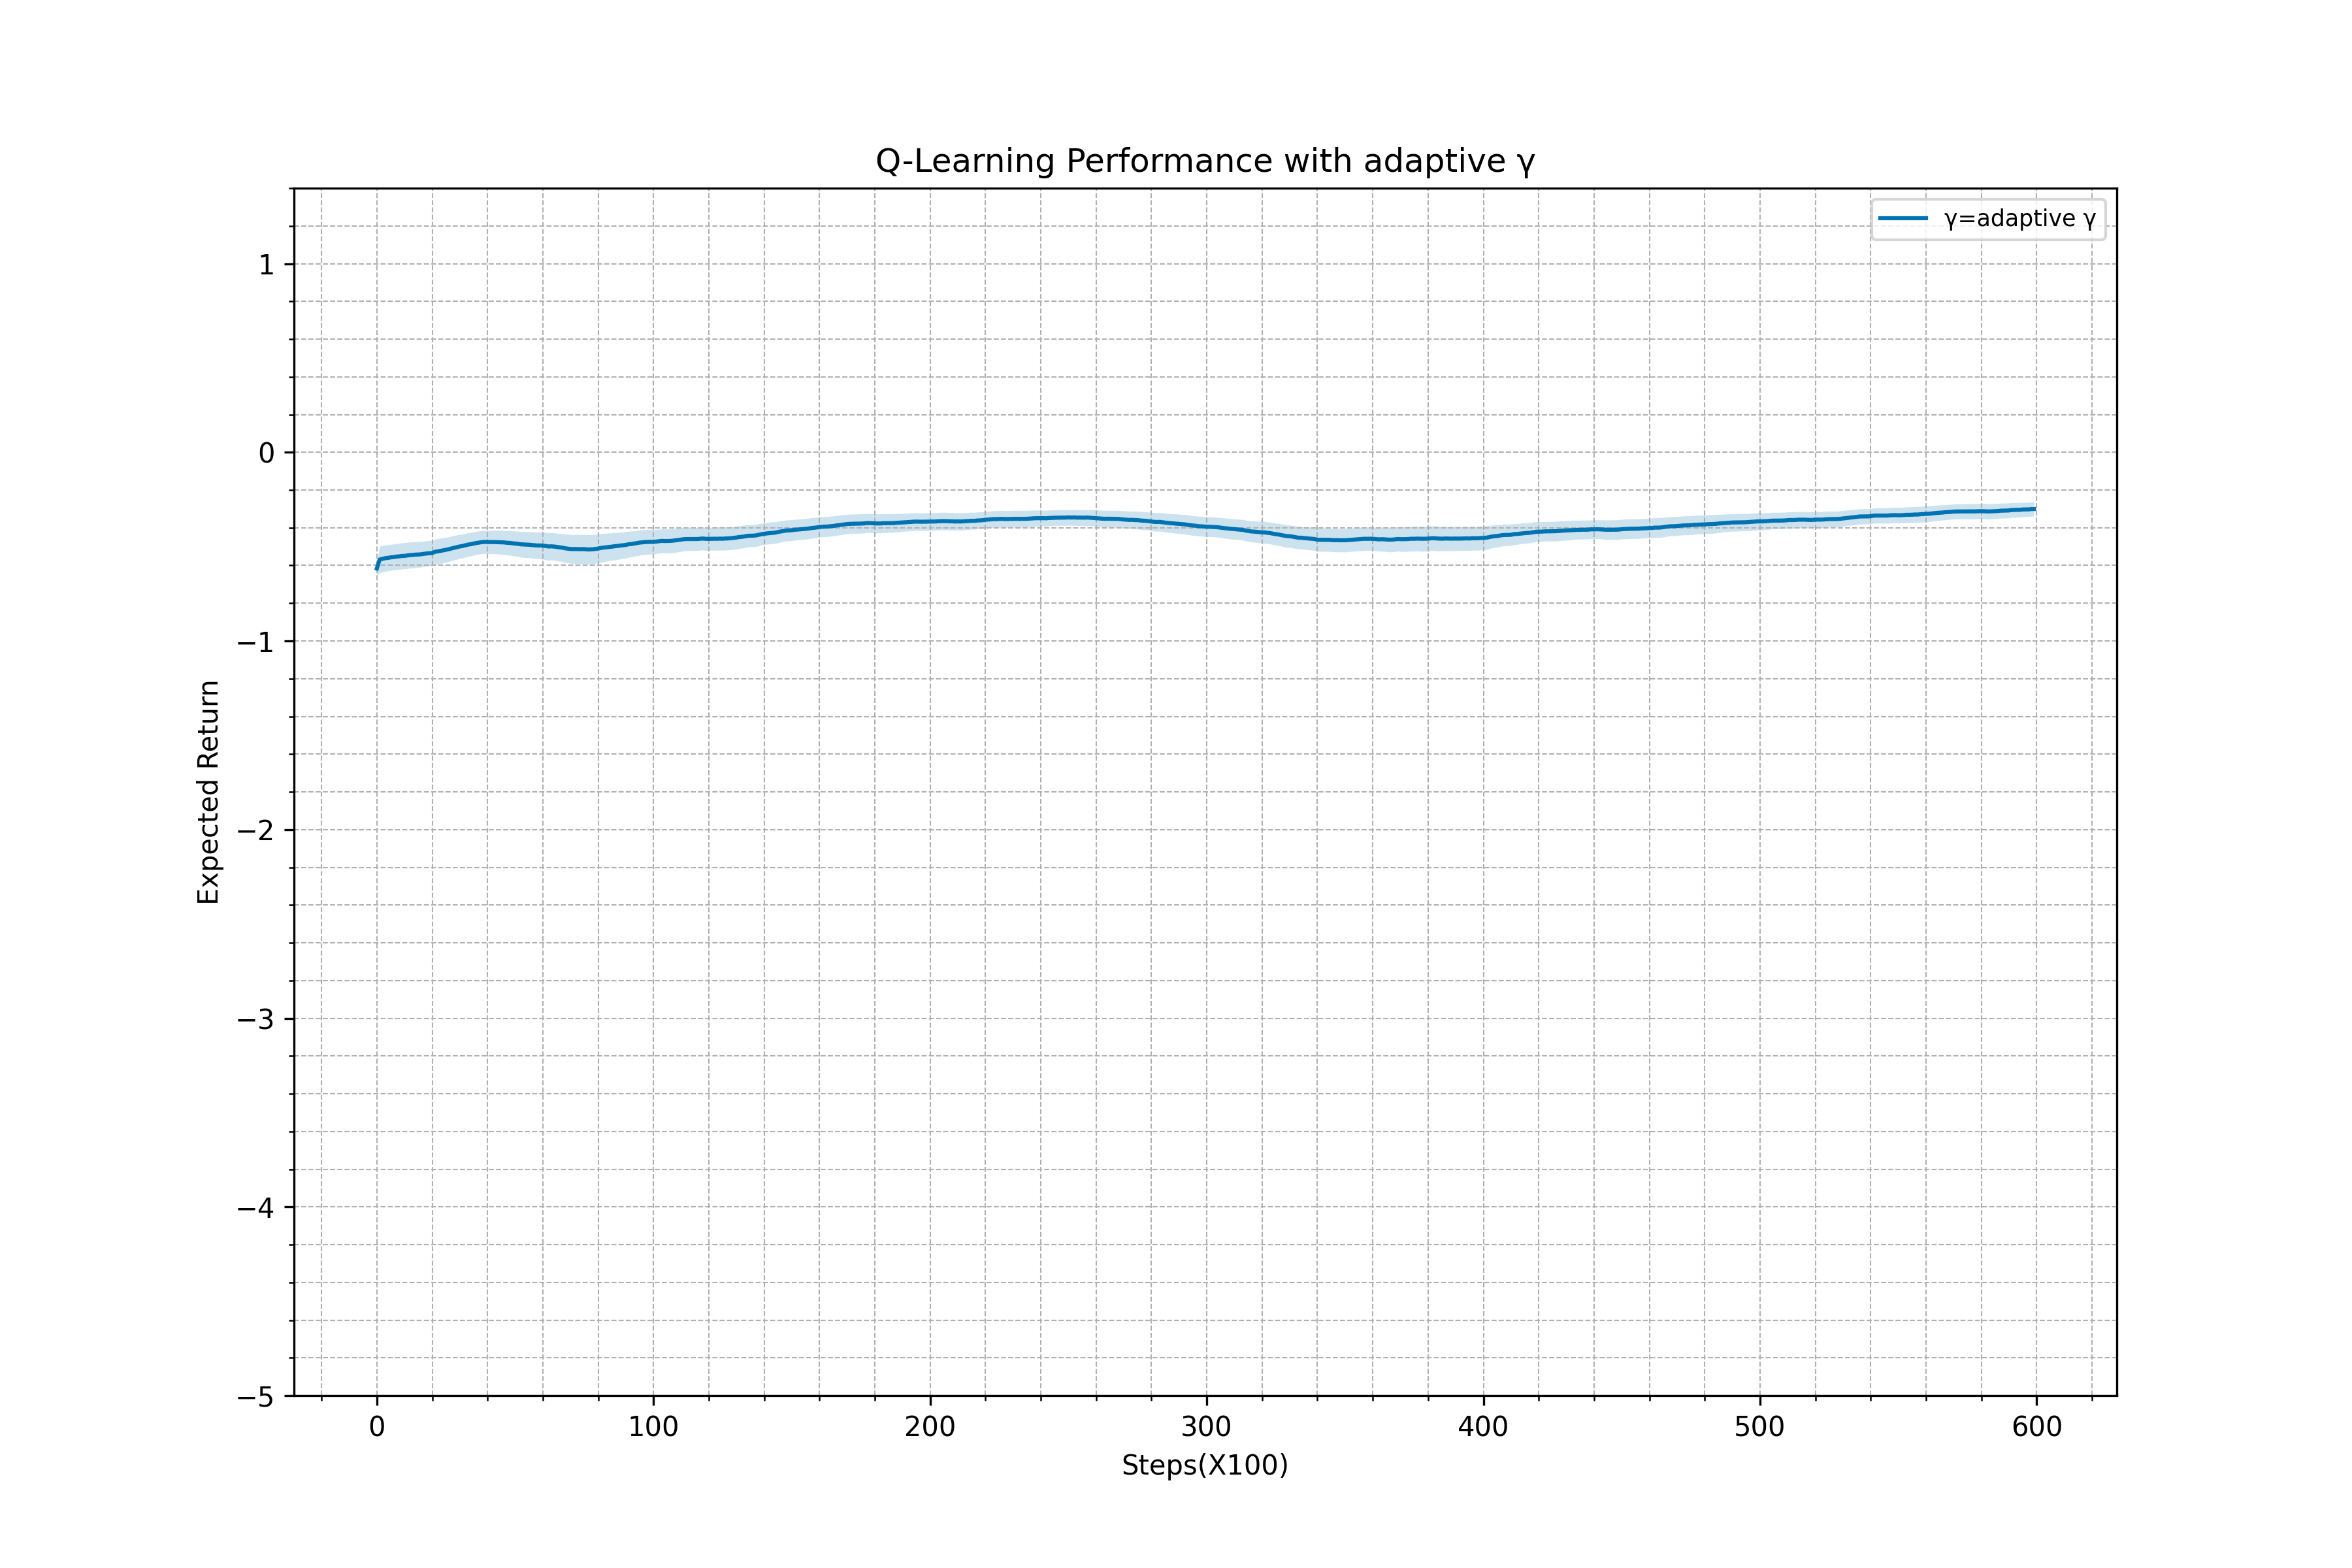 Q-Learning Performance with adaptive γ
γ=adaptive γ
Expected Return
1
0
−1
−2
−3
−4
−5
0 100 200 300 400 500 600
Steps(X100)